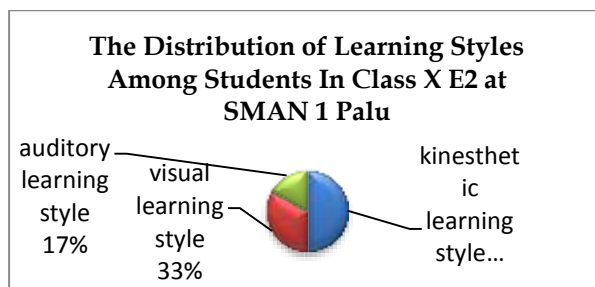 The Distribution of Learning Styles
Among Students In Class X E2 at
SMAN 1 Palu
auditory
learning
style
17%
visual
learning
style
33%
kinesthet
ic
learning
style...